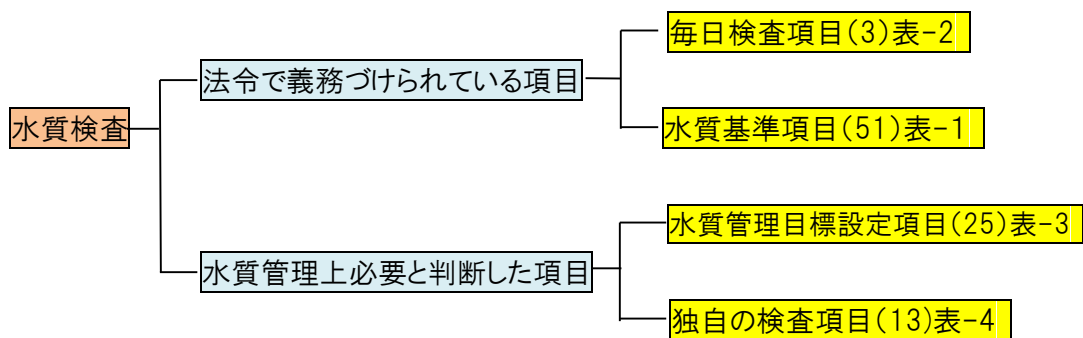 毎日検査項目(3)表-2
法令で義務づけられている項目
水質検査
水質基準項目(51)表-1
水質管理目標設定項目(25)表-3
水質管理上必要と判断した項目
独自の検査項目(13)表-4